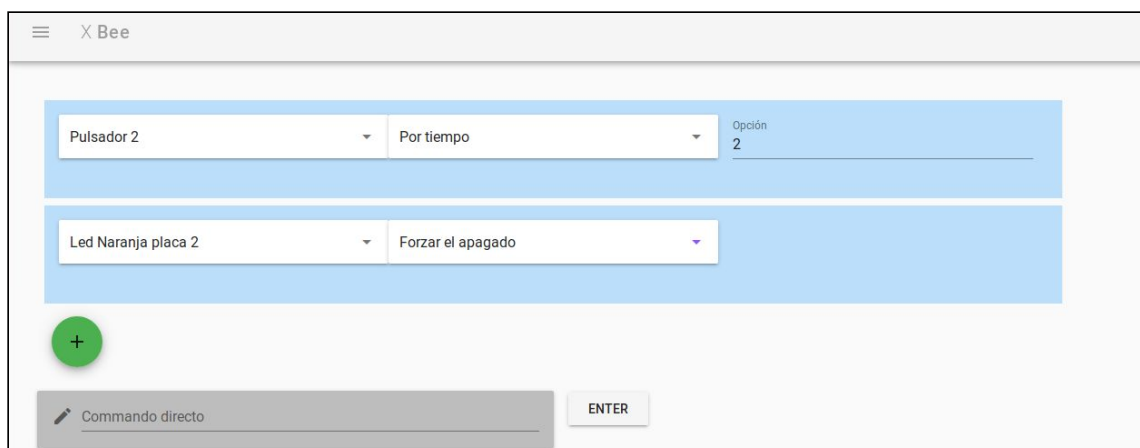 X Bee
Pulsador 2
Por tiempo
Opción
2
Led Naranja placa 2
Forzar el apagado
+
Commando directo
ENTER